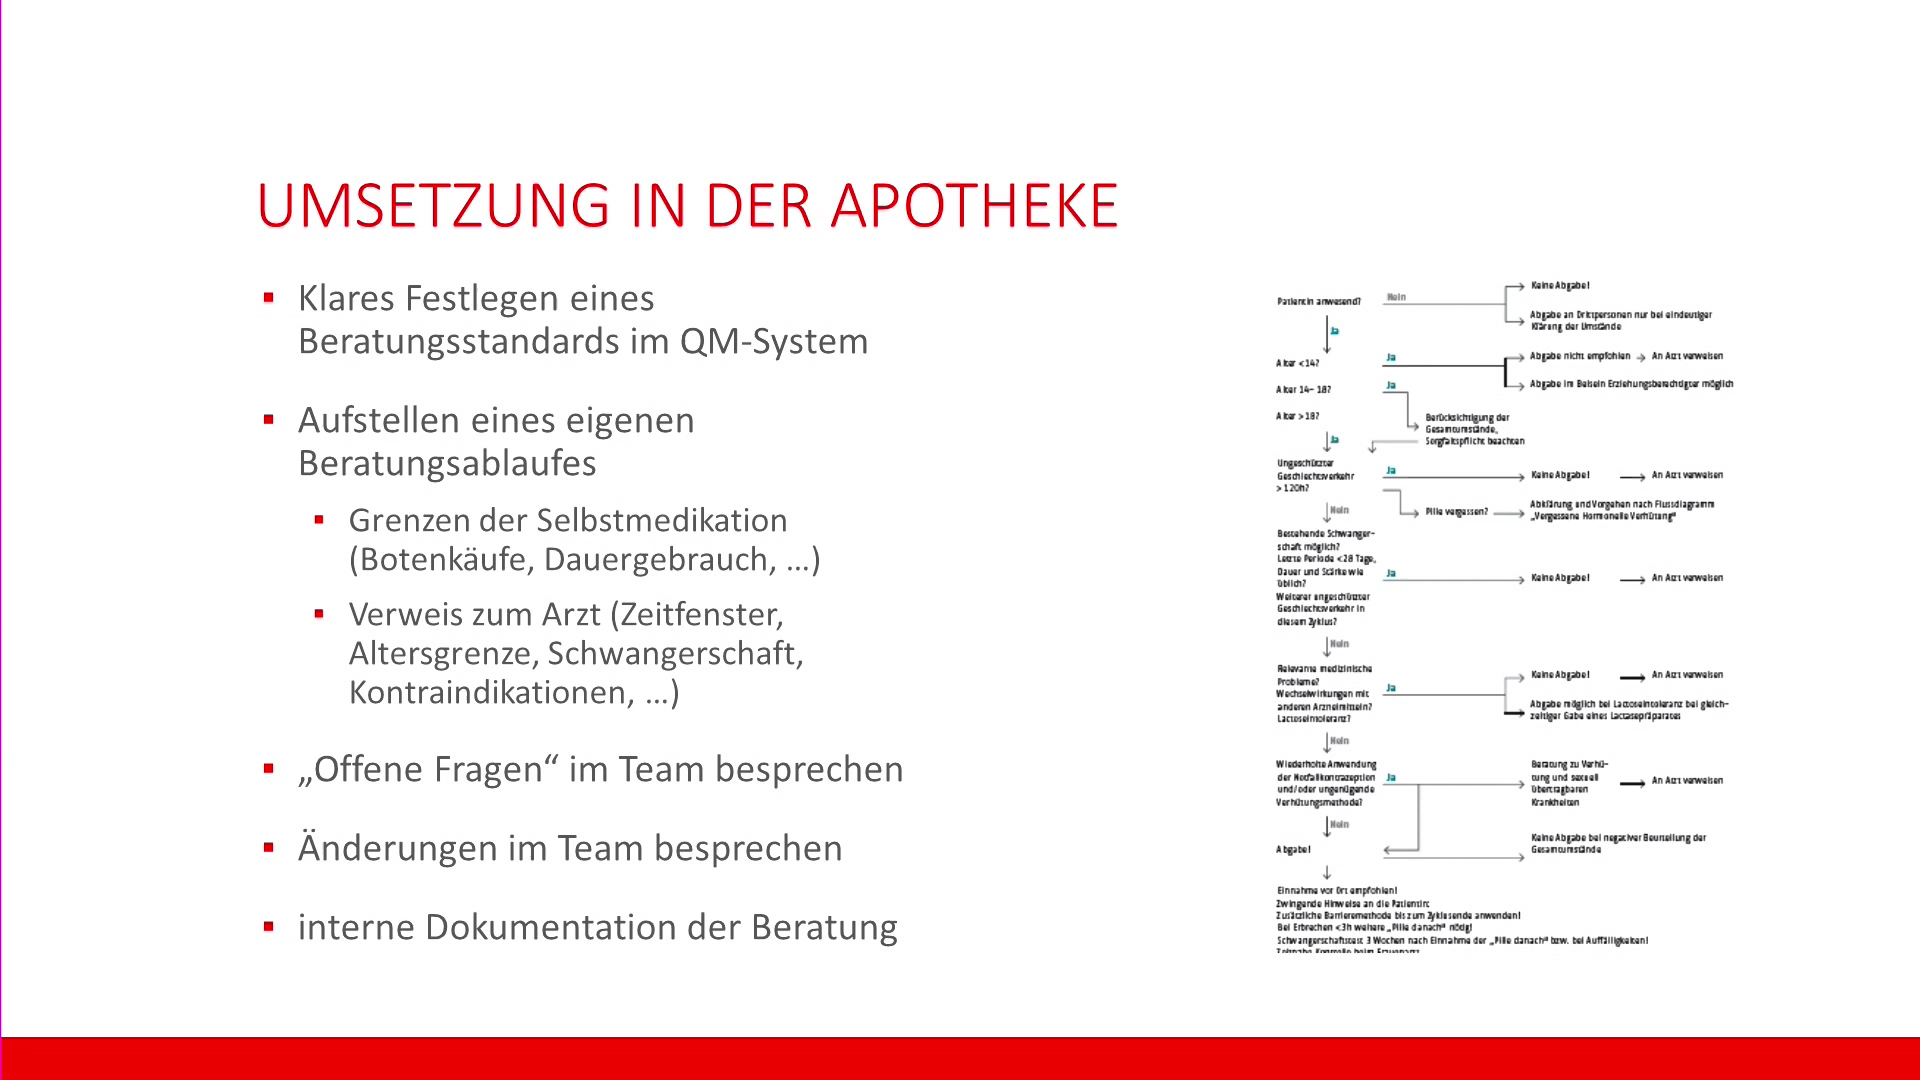 UMSETZUNG IN DER APOTHEKE
▪ Klares Festlegen eines
Beratungsstandards im QM-System
▪ Aufstellen eines eigenen
Beratungsablaufes
▪ Grenzen der Selbstmedikation
(Botenkäufe, Dauergebrauch, …)
▪ Verweis zum Arzt (Zeitfenster,
Altersgrenze, Schwangerschaft,
Kontraindikationen, …)
▪ „Offene Fragen“ im Team besprechen
▪ Änderungen im Team besprechen
▪ interne Dokumentation der Beratung
Patientin anwesend?
Nein
Keine Abgabe!
Abgabe an Drittpersonen nur bei eindeutiger
Klärung der Umstände
Ja
Alter <14?
Ja
Abgabe nicht empfohlen → An Arzt verweisen
Abgabe im Beisein Erziehungsberechtigter möglich
Alter 14– 18?
Ja
Alter >18?
Berücksichtigung der
Gesamtumstände,
Sorgfaltspflicht beachten
Ja
Ungeschützter
Geschlechtsverkehr
> 120h?
Ja
Keine Abgabe! → An Arzt verweisen
Pille vergessen?
Abklärung und Vorgehen nach Flussdiagramm
„Vergessene Hormonelle Verhütung“
Nein
Bestehende Schwanger-
schaft möglich?
Letzte Periode <28 Tage,
Dauer und Stärke wie
üblich?
Weiterer ungeschützter
Geschlechtsverkehr in
diesem Zyklus?
Ja
Keine Abgabe! → An Arzt verweisen
Nein
Relevante medizinische
Probleme?
Wechselwirkungen mit
anderen Arzneimitteln?
Lactoseintoleranz?
Ja
Keine Abgabe! → An Arzt verweisen
Abgabe möglich bei Lactoseintoleranz bei gleich-
zeitiger Gabe eines Lactasepräparates
Nein
Wiederholte Anwendung
der Notfallkontrazeption
und/oder ungenügende
Verhütungsmethode?
Ja
Beratung zu Verhü-
tung und sexuell
übertragbaren
Krankheiten
→ An Arzt verweisen
Nein
Abgabe!
Keine Abgabe bei negativer Beurteilung der
Gesamtumstände
Einnahme vor Ort empfohlen!
Zwingende Hinweise an die Patientin:
Zusätzliche Barrieremethode bis zum Zyklusende anwenden!
Bei Erbrechen <3h weitere „Pille danach“ nötig!
Schwangerschaftstest 3 Wochen nach Einnahme der „Pille danach“ bzw. bei Auffälligkeiten!